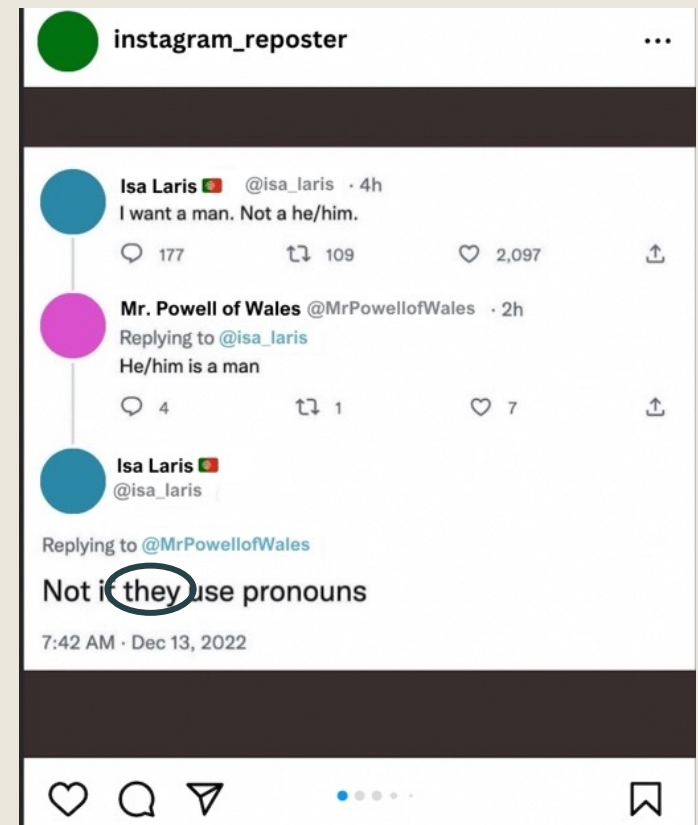 instagram_reposter
Isa Laris 🇵🇹 @isa_laris · 4h
I want a man. Not a he/him.
177 109 2,097
Mr. Powell of Wales @MrPowellofWales · 2h
Replying to @isa_laris
He/him is a man
4 1 7
Isa Laris 🇵🇹
@isa_laris
Replying to @MrPowellofWales
Not if they use pronouns
7:42 AM · Dec 13, 2022